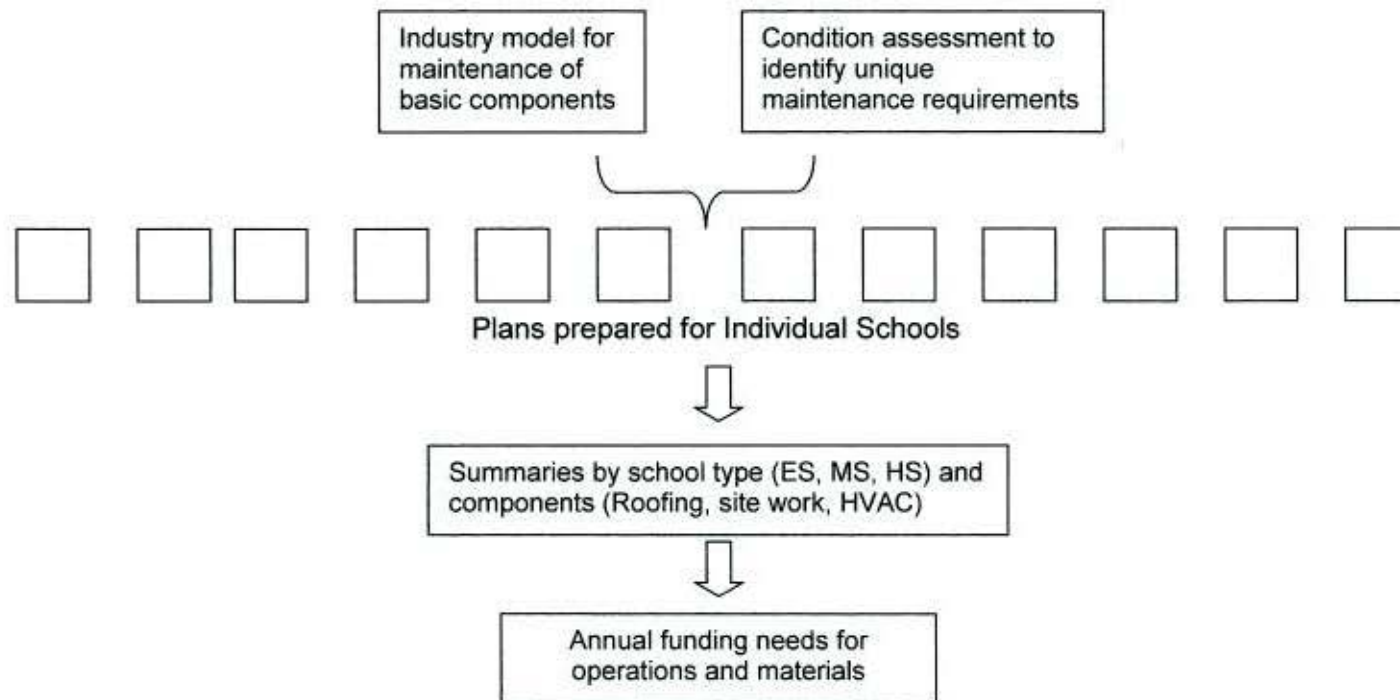 Industry model for
maintenance of
basic components
Condition assessment to
identify unique
maintenance requirements
Plans prepared for Individual Schools
Summaries by school type (ES, MS, HS) and
components (Roofing, site work, HVAC)
Annual funding needs for
operations and materials